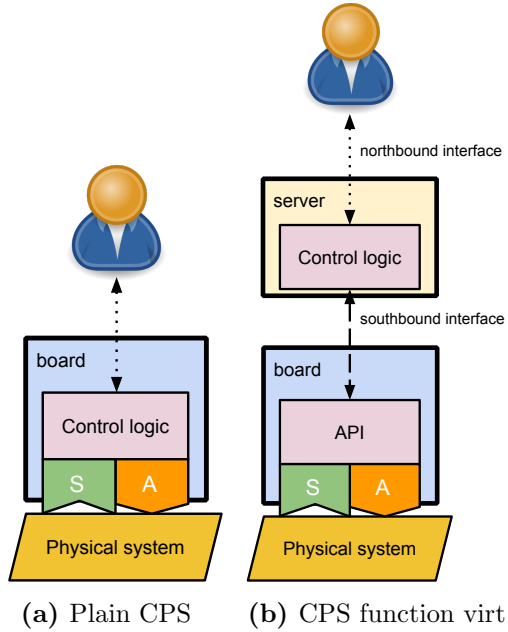 northbound interface
server
Control logic
southbound interface
board
Control logic
S
A
Physical system
board
API
S
A
Physical system
(a) Plain CPS
(b) CPS function virt